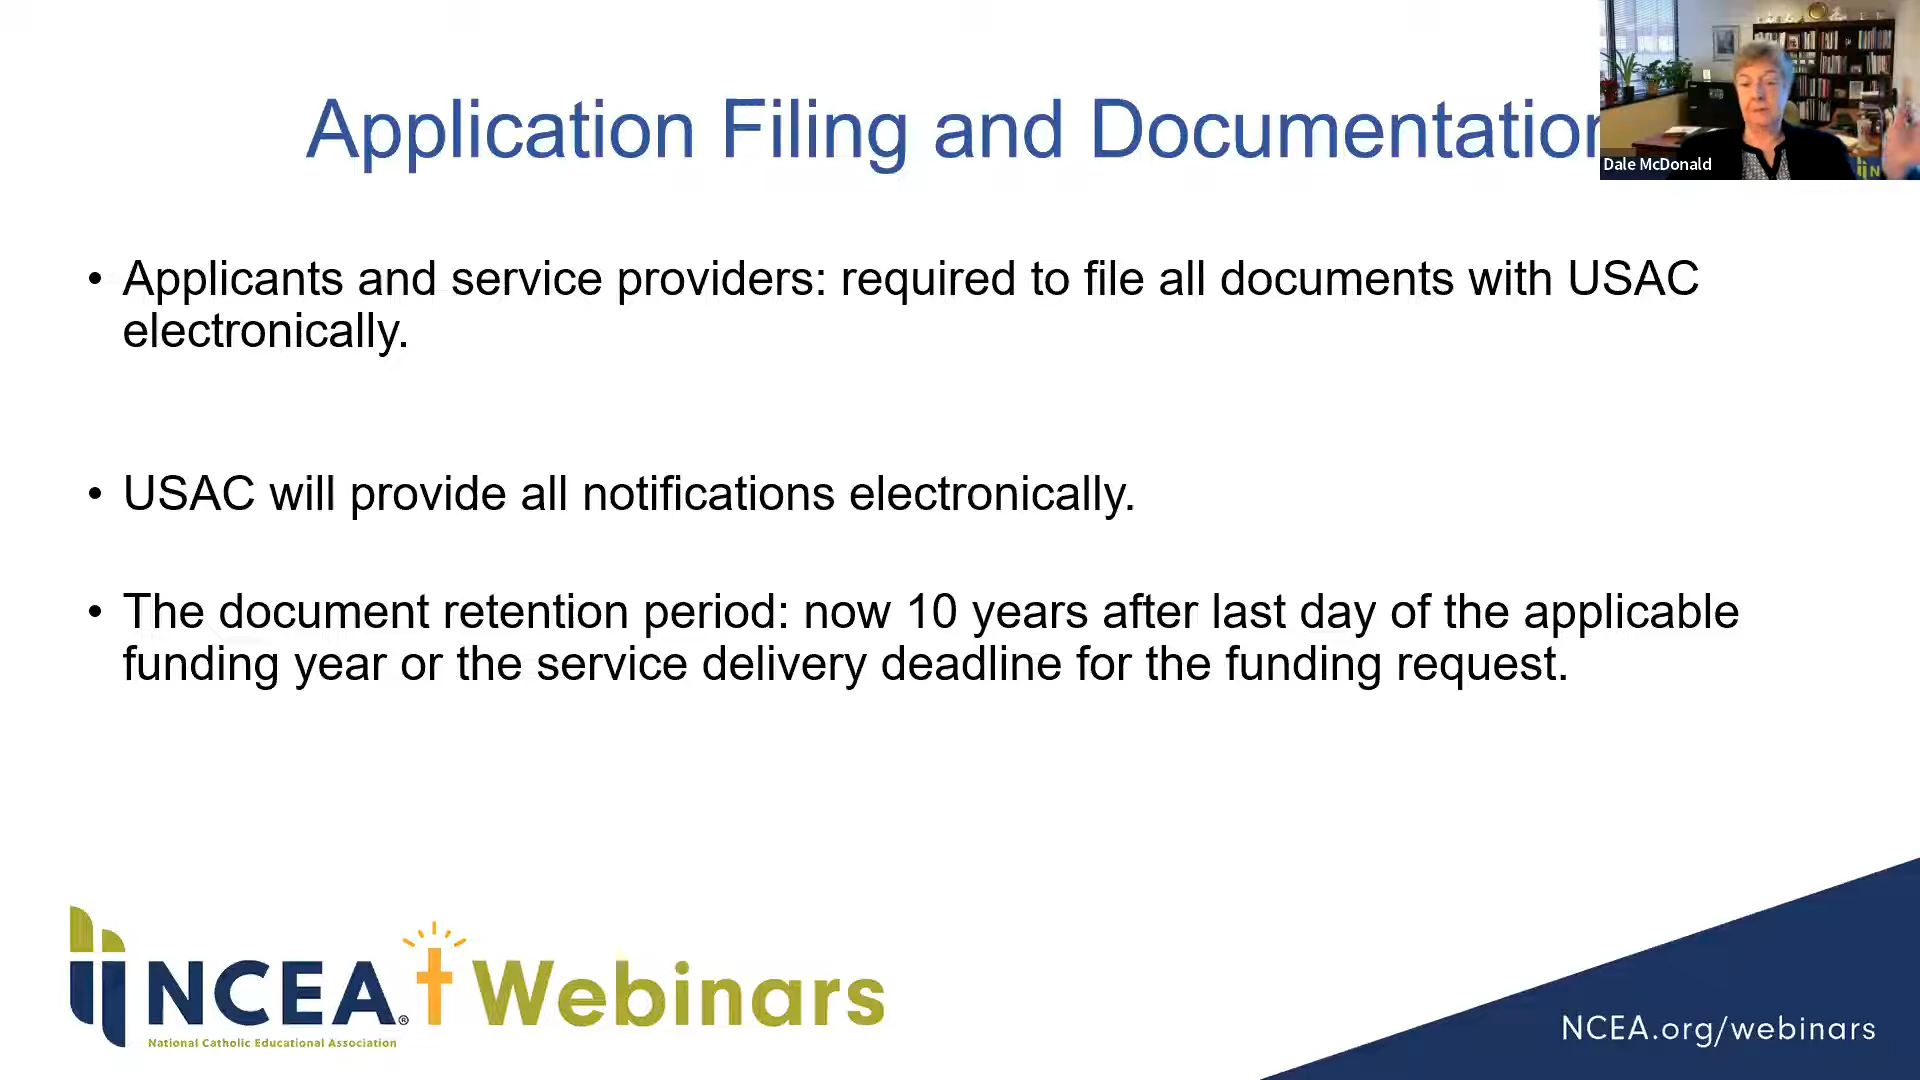 Application Filing and Documentation
Dale McDonald
• Applicants and service providers: required to file all documents with USAC
electronically.
• USAC will provide all notifications electronically.
• The document retention period: now 10 years after last day of the applicable
funding year or the service delivery deadline for the funding request.
NCEA® Webinars
National Catholic Educational Association
NCEA.org/webinars